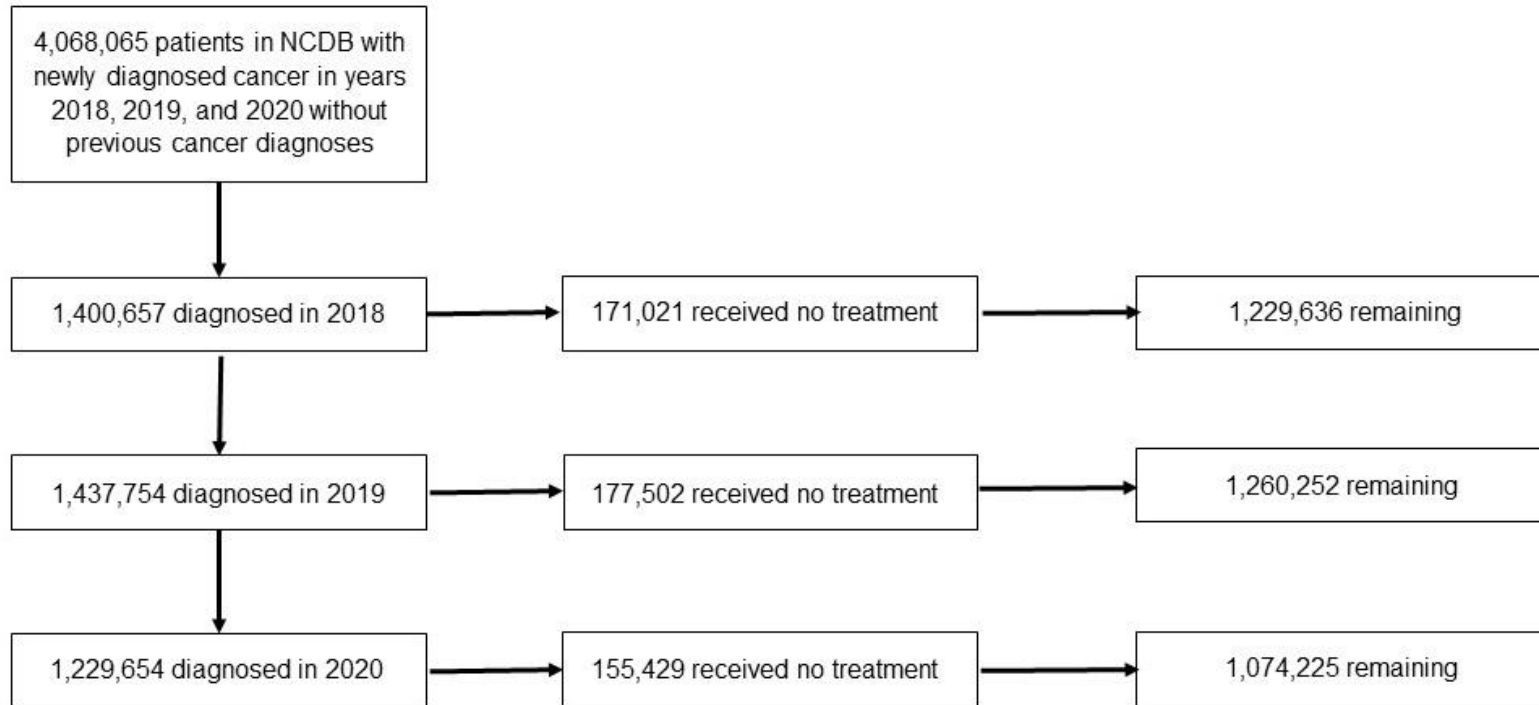 4,068,065 patients in NCDB with
newly diagnosed cancer in years
2018, 2019, and 2020 without
previous cancer diagnoses
1,400,657 diagnosed in 2018
171,021 received no treatment
1,229,636 remaining
1,437,754 diagnosed in 2019
177,502 received no treatment
1,260,252 remaining
1,229,654 diagnosed in 2020
155,429 received no treatment
1,074,225 remaining